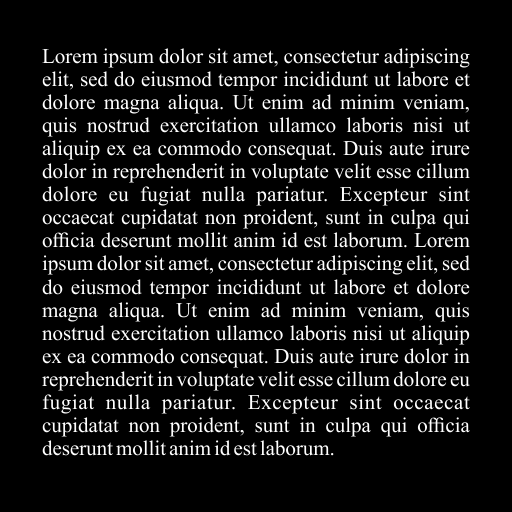 Lorem ipsum dolor sit amet, consectetur adipiscing
elit, sed do eiusmod tempor incididunt ut labore et
dolore magna aliqua. Ut enim ad minim veniam,
quis nostrud exercitation ullamco laboris nisi ut
aliquip ex ea commodo consequat. Duis aute irure
dolor in reprehenderit in voluptate velit esse cillum
dolore eu fugiat nulla pariatur. Excepteur sint
occaecat cupidatat non proident, sunt in culpa qui
officia deserunt mollit anim id est laborum. Lorem
ipsum dolor sit amet, consectetur adipiscing elit, sed
do eiusmod tempor incididunt ut labore et dolore
magna aliqua. Ut enim ad minim veniam, quis
nostrud exercitation ullamco laboris nisi ut aliquip
ex ea commodo consequat. Duis aute irure dolor in
reprehenderit in voluptate velit esse cillum dolore eu
fugiat nulla pariatur. Excepteur sint occaecat
cupidatat non proident, sunt in culpa qui officia
deserunt mollit anim id est laborum.